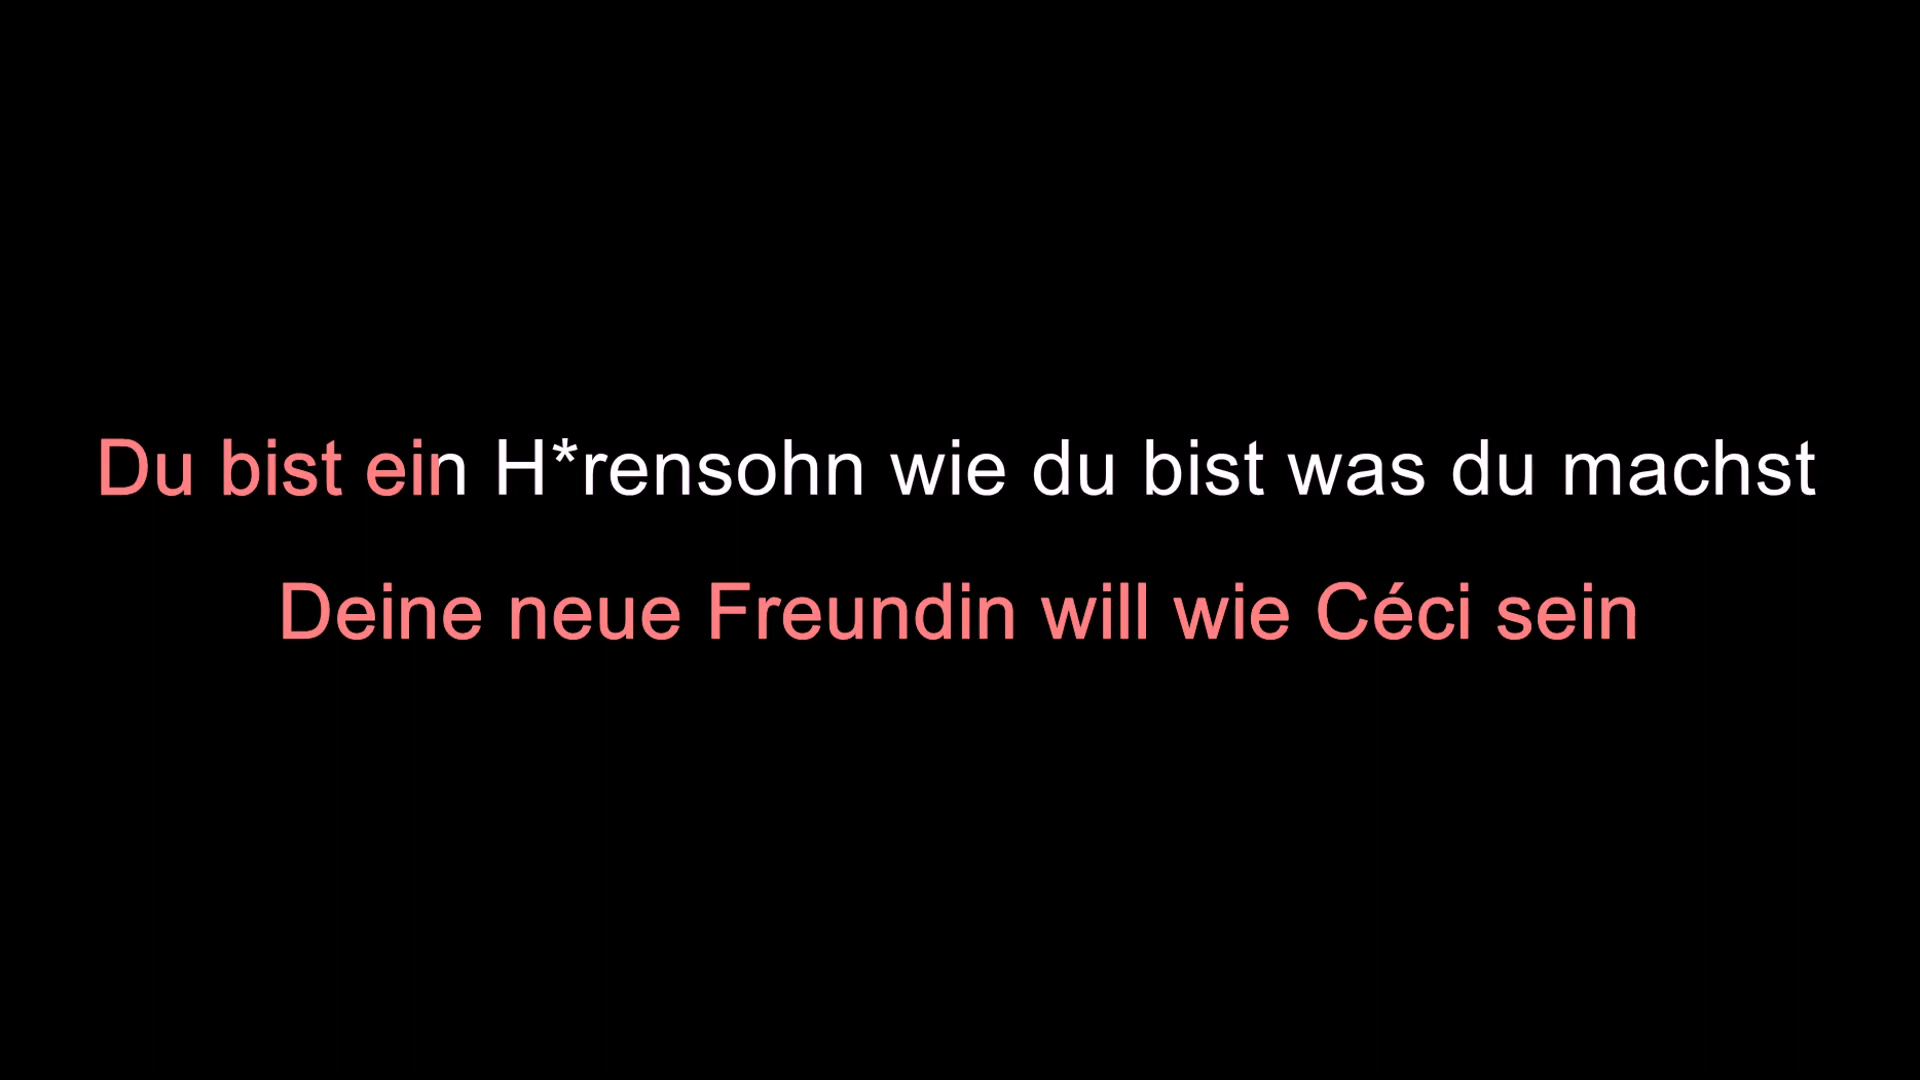 Du bist ein H*rensohn wie du bist was du machst
Deine neue Freundin will wie Céci sein